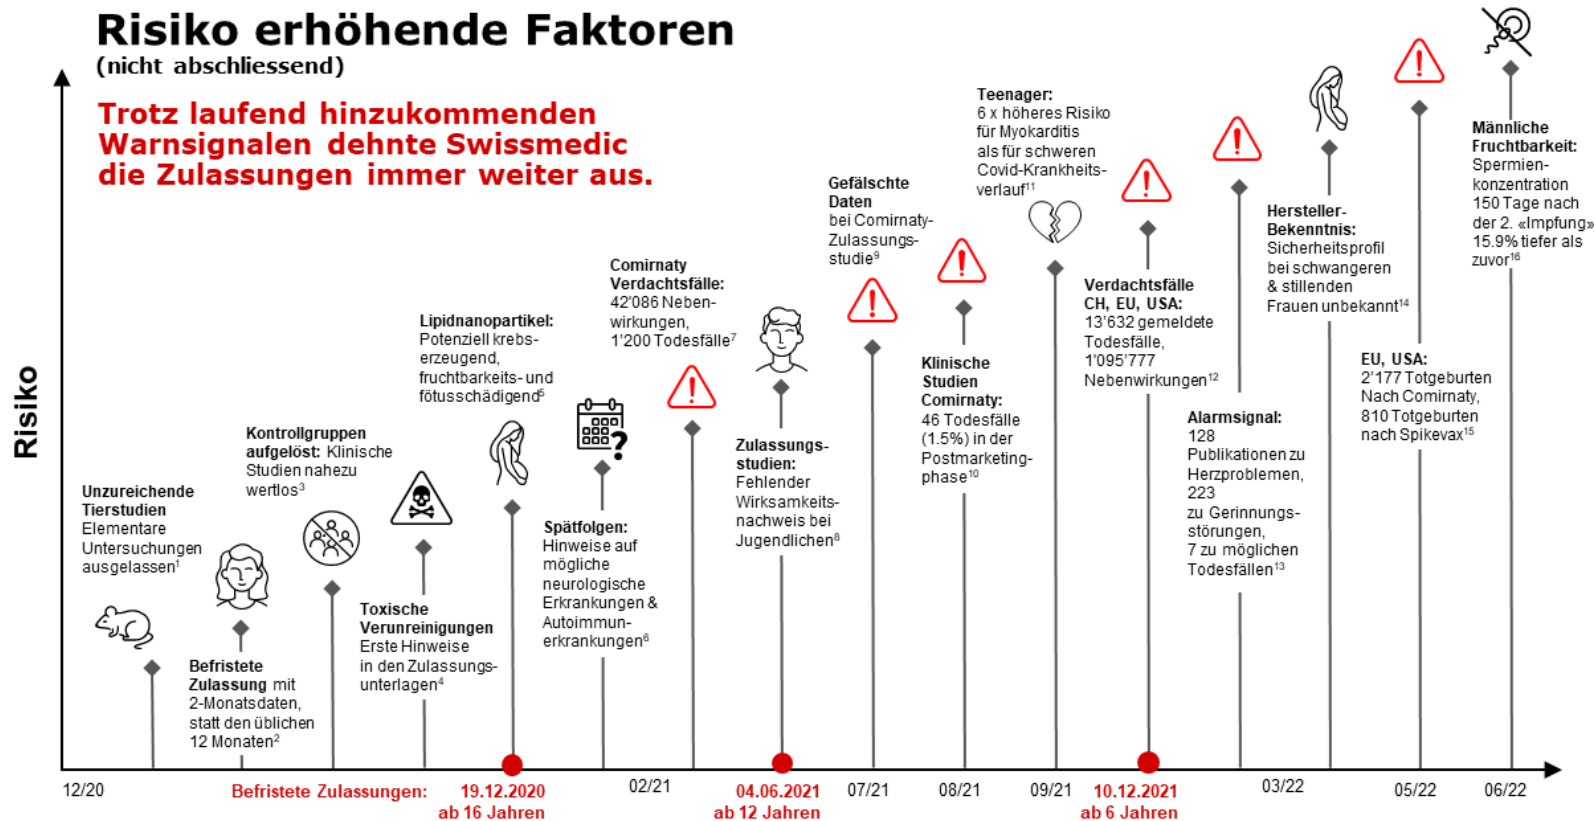 Risiko erhöhende Faktoren
(nicht abschliessend)
Trotz laufend hinzukommenden
Warnsignalen dehnte Swissmedic
die Zulassungen immer weiter aus.
Risiko
Unzureichende
Tierstudien
Elementare
Untersuchungen
ausgelassen¹
Befristete
Zulassung mit
2-Monatsdaten,
statt den üblichen
12 Monaten²
Kontrollgruppen
aufgelöst: Klinische
Studien nahezu
wertlos³
Toxische
Verunreinigungen
Erste Hinweise
in den Zulassungs-
unterlagen⁴
Lipidnanopartikel:
Potenziell krebs-
erzeugend,
fruchtbarkeits- und
fötusschädigend⁵
?
Spätfolgen:
Hinweise auf
mögliche
neurologische
Erkrankungen &
Autoimmun-
erkrankungen⁶
Comirnaty
Verdachtsfälle:
42'086 Neben-
wirkungen,
1'200 Todesfälle⁷
Zulassungs-
studien:
Fehlender
Wirksamkeits-
nachweis bei
Jugendlichen⁸
Gefälschte
Daten
bei Comirnaty-
Zulassungs-
studie⁹
Klinische
Studien
Comirnaty:
46 Todesfälle
(1.5%) in der
Postmarketing-
phase¹⁰
Teenager:
6 x höheres Risiko
für Myokarditis
als für schweren
Covid-Krankheits-
verlauf¹¹
Verdachtsfälle
CH, EU, USA:
13'632 gemeldete
Todesfälle,
1'095'777
Nebenwirkungen¹²
Alarmsignal:
128
Publikationen zu
Herzproblemen,
223
zu Gerinnungs-
störungen,
7 zu möglichen
Todesfällen¹³
Hersteller-
Bekenntnis:
Sicherheitsprofil
bei schwangeren
& stillenden
Frauen unbekannt¹⁴
EU, USA:
2'177 Totgeburten
Nach Comirnaty,
810 Totgeburten
nach Spikevax¹⁵
Männliche
Fruchtbarkeit:
Spermien-
konzentration
150 Tage nach
der 2. «Impfung»
15.9% tiefer als
zuvor¹⁶
12/20
Befristete Zulassungen:
19.12.2020
ab 16 Jahren
02/21
04.06.2021
ab 12 Jahren
07/21
08/21
09/21
10.12.2021
ab 6 Jahren
03/22
05/22
06/22